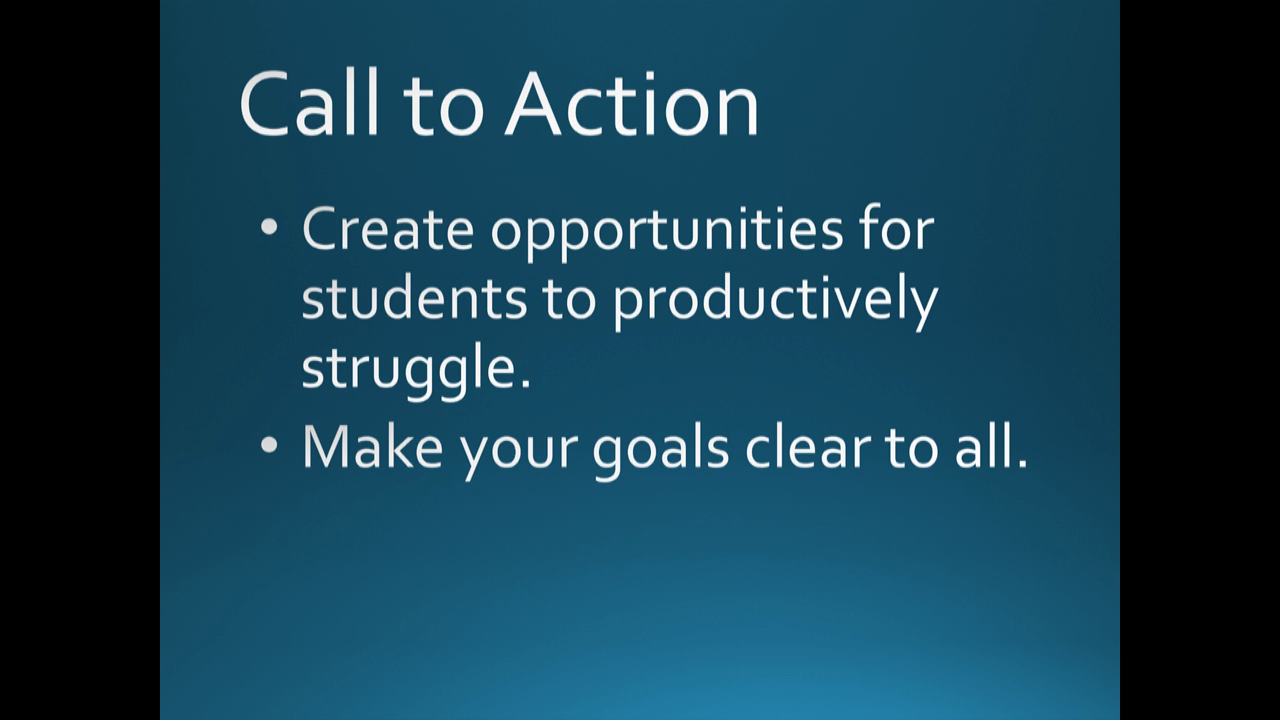 Call to Action
• Create opportunities for
students to productively
struggle.
• Make your goals clear to all.